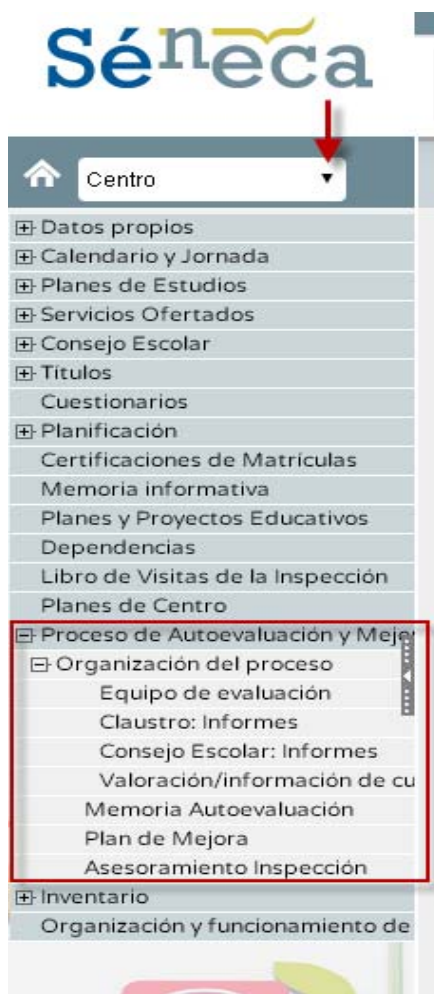 Séneca
Centro
Datos propios
Calendario y Jornada
Planes de Estudios
Servicios Ofertados
Consejo Escolar
Títulos
Cuestionarios
Planificación
Certificaciones de Matrículas
Memoria informativa
Planes y Proyectos Educativos
Dependencias
Libro de Visitas de la Inspección
Planes de Centro
Proceso de Autoevaluación y Mejor
Organización del proceso
Equipo de evaluación
Claustro: Informes
Consejo Escolar: Informes
Valoración/información de cu
Memoria Autoevaluación
Plan de Mejora
Asesoramiento Inspección
Inventario
Organización y funcionamiento de